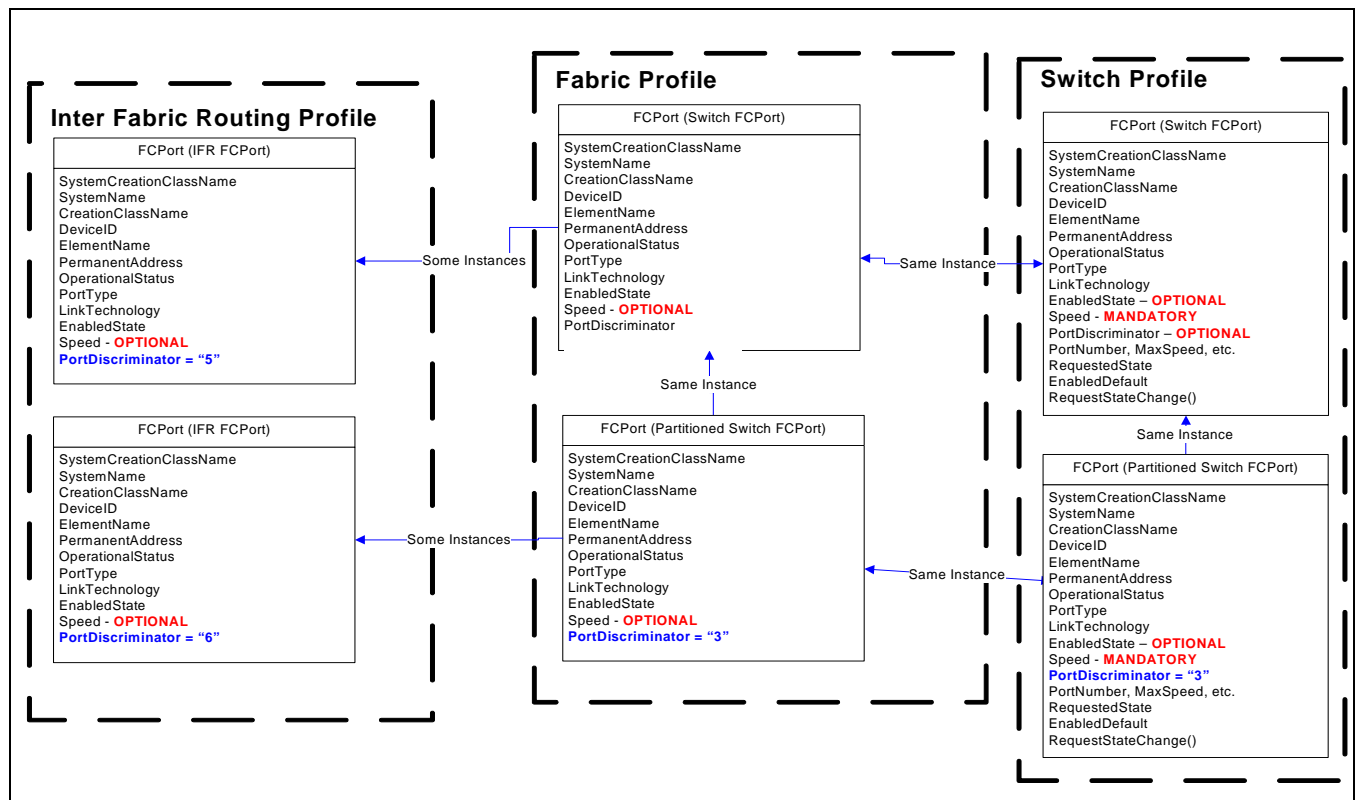 Inter Fabric Routing Profile
FCPort (IFR FCPort)
SystemCreationClassName
SystemName
CreationClassName
DeviceID
ElementName
PermanentAddress
OperationalStatus
PortType
LinkTechnology
EnabledState
Speed - OPTIONAL
PortDiscriminator = “5”
FCPort (IFR FCPort)
SystemCreationClassName
SystemName
CreationClassName
DeviceID
ElementName
PermanentAddress
OperationalStatus
PortType
LinkTechnology
EnabledState
Speed - OPTIONAL
PortDiscriminator = “6”
Some Instances
Some Instances
Fabric Profile
FCPort (Switch FCPort)
SystemCreationClassName
SystemName
CreationClassName
DeviceID
ElementName
PermanentAddress
OperationalStatus
PortType
LinkTechnology
EnabledState
Speed - OPTIONAL
PortDiscriminator
Same Instance
FCPort (Partitioned Switch FCPort)
SystemCreationClassName
SystemName
CreationClassName
DeviceID
ElementName
PermanentAddress
OperationalStatus
PortType
LinkTechnology
EnabledState
Speed - OPTIONAL
PortDiscriminator = “3”
Same Instance
Same Instance
Switch Profile
FCPort (Switch FCPort)
SystemCreationClassName
SystemName
CreationClassName
DeviceID
ElementName
PermanentAddress
OperationalStatus
PortType
LinkTechnology
EnabledState – OPTIONAL
Speed - MANDATORY
PortDiscriminator – OPTIONAL
PortNumber, MaxSpeed, etc.
RequestedState
EnabledDefault
RequestStateChange()
Same Instance
FCPort (Partitioned Switch FCPort)
SystemCreationClassName
SystemName
CreationClassName
DeviceID
ElementName
PermanentAddress
OperationalStatus
PortType
LinkTechnology
EnabledState – OPTIONAL
Speed - MANDATORY
PortDiscriminator = “3”
PortNumber, MaxSpeed, etc.
RequestedState
EnabledDefault
RequestStateChange()